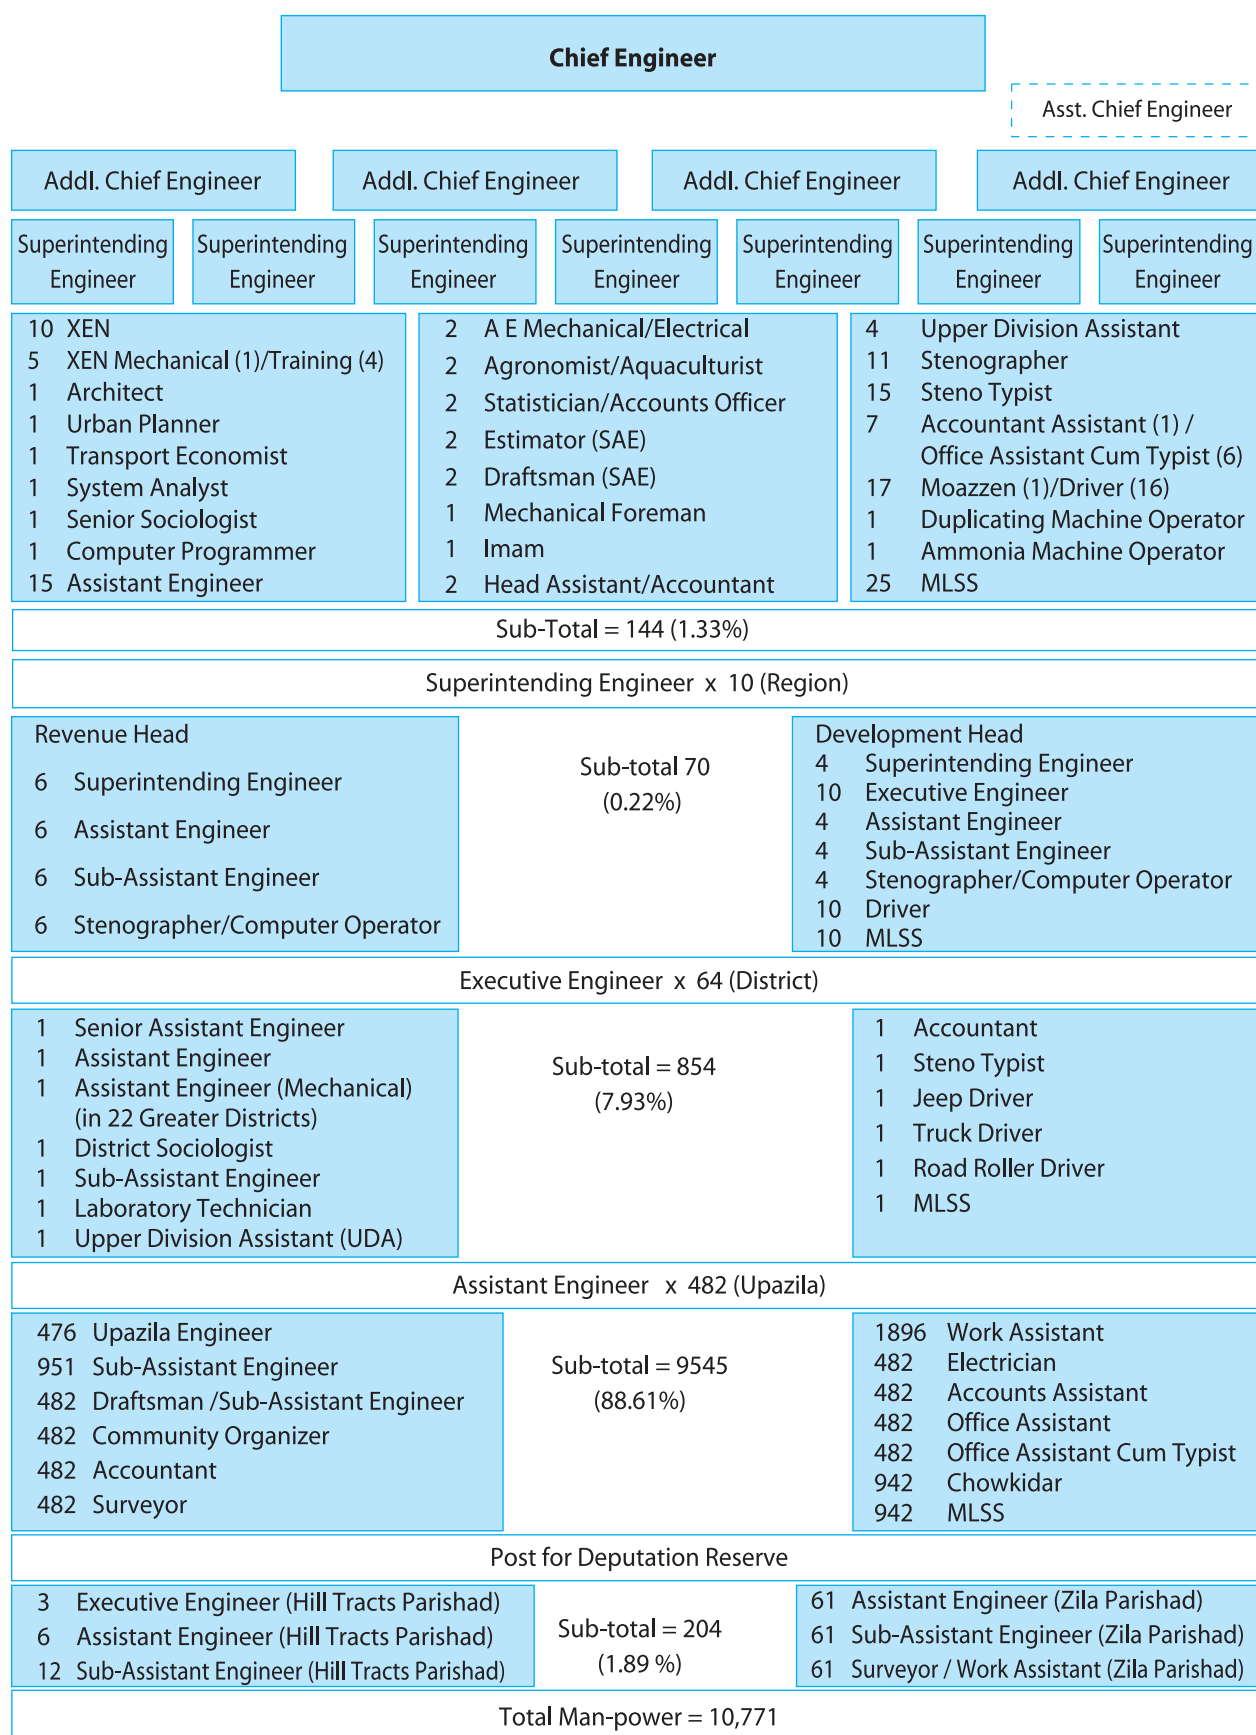 Chief Engineer
Asst. Chief Engineer
Addl. Chief Engineer
Addl. Chief Engineer
Addl. Chief Engineer
Addl. Chief Engineer
Superintending
Engineer
Superintending
Engineer
Superintending
Engineer
Superintending
Engineer
Superintending
Engineer
Superintending
Engineer
Superintending
Engineer
10 XEN
5 XEN Mechanical (1)/Training (4)
1 Architect
1 Urban Planner
1 Transport Economist
1 System Analyst
1 Senior Sociologist
1 Computer Programmer
15 Assistant Engineer
2 A E Mechanical/Electrical
2 Agronomist/Aquaculturist
2 Statistician/Accounts Officer
2 Estimator (SAE)
2 Draftsman (SAE)
1 Mechanical Foreman
1 Imam
2 Head Assistant/Accountant
4 Upper Division Assistant
11 Stenographer
15 Steno Typist
7 Accountant Assistant (1) /
Office Assistant Cum Typist (6)
17 Moazzen (1)/Driver (16)
1 Duplicating Machine Operator
1 Ammonia Machine Operator
25 MLSS
Sub-Total = 144 (1.33%)
Superintending Engineer x 10 (Region)
Revenue Head
6 Superintending Engineer
6 Assistant Engineer
6 Sub-Assistant Engineer
6 Stenographer/Computer Operator
Sub-total 70
(0.22%)
Development Head
4 Superintending Engineer
10 Executive Engineer
4 Assistant Engineer
4 Sub-Assistant Engineer
4 Stenographer/Computer Operator
10 Driver
10 MLSS
Executive Engineer x 64 (District)
1 Senior Assistant Engineer
1 Assistant Engineer
1 Assistant Engineer (Mechanical)
(in 22 Greater Districts)
1 District Sociologist
1 Sub-Assistant Engineer
1 Laboratory Technician
1 Upper Division Assistant (UDA)
Sub-total = 854
(7.93%)
1 Accountant
1 Steno Typist
1 Jeep Driver
1 Truck Driver
1 Road Roller Driver
1 MLSS
Assistant Engineer x 482 (Upazila)
476 Upazila Engineer
951 Sub-Assistant Engineer
482 Draftsman /Sub-Assistant Engineer
482 Community Organizer
482 Accountant
482 Surveyor
Sub-total = 9545
(88.61%)
1896 Work Assistant
482 Electrician
482 Accounts Assistant
482 Office Assistant
482 Office Assistant Cum Typist
942 Chowkidar
942 MLSS
Post for Deputation Reserve
3 Executive Engineer (Hill Tracts Parishad)
6 Assistant Engineer (Hill Tracts Parishad)
12 Sub-Assistant Engineer (Hill Tracts Parishad)
Sub-total = 204
(1.89 %)
61 Assistant Engineer (Zila Parishad)
61 Sub-Assistant Engineer (Zila Parishad)
61 Surveyor / Work Assistant (Zila Parishad)
Total Man-power = 10,771